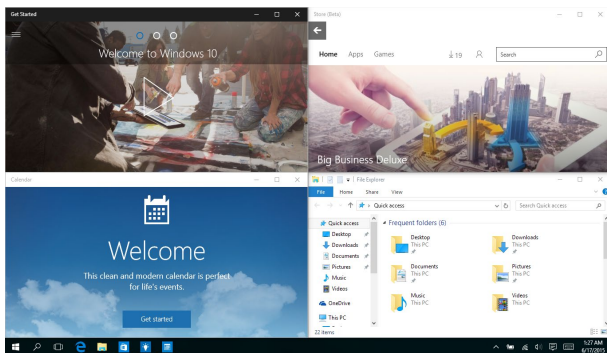 Get Started
Welcome to Windows 10
Store (Beta)
Home Apps Games 19 Search
Big Business Deluxe
Calendar
Welcome
This clean and modern calendar is perfect
for life's events.
Get started
File Explorer
File Home Share View
Quick access Search Quick access
Quick access
Desktop
Downloads
Documents
Pictures
Music
Videos
OneDrive
This PC
Frequent folders (6)
Desktop
This PC
Downloads
This PC
Documents
This PC
Pictures
This PC
Music
This PC
Videos
This PC
22 items
1:27 AM
6/17/2015